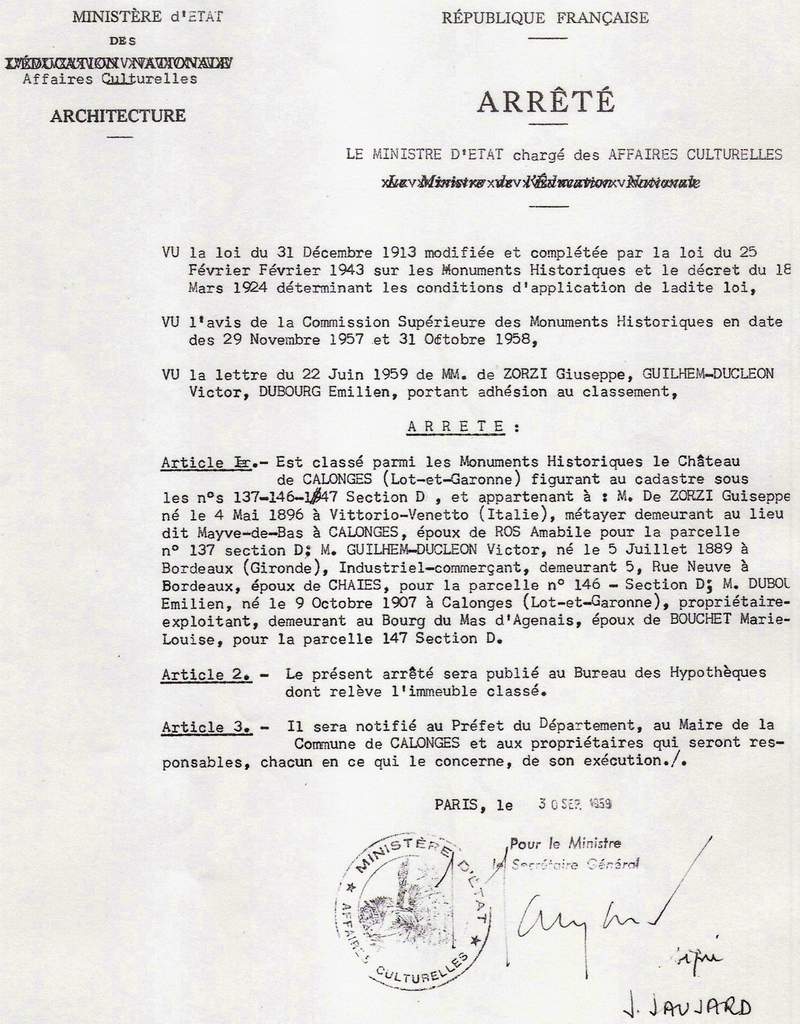 MINISTÈRE d'ETAT
DES
L'ÉDUCATION NATIONALE
Affaires Culturelles
ARCHITECTURE
RÉPUBLIQUE FRANÇAISE
ARRÊTÉ
LE MINISTRE D'ETAT chargé des AFFAIRES CULTURELLES
Le Ministre de l'Éducation Nationale
VU la loi du 31 Décembre 1913 modifiée et complétée par la loi du 25
Février Février 1943 sur les Monuments Historiques et le décret du 18
Mars 1924 déterminant les conditions d'application de ladite loi,
VU l'avis de la Commission Supérieure des Monuments Historiques en date
des 29 Novembre 1957 et 31 Octobre 1958,
VU la lettre du 22 Juin 1959 de MM. de ZORZI Giuseppe, GUILHEM-DUCLEON
Victor, DUBOURG Emilien, portant adhésion au classement,
A R R E T E :
Article Ier.- Est classé parmi les Monuments Historiques le Château
de CALONGES (Lot-et-Garonne) figurant au cadastre sous
les n°s 137-146-147 Section D , et appartenant à : M. De ZORZI Guiseppe
né le 4 Mai 1896 à Vittorio-Venetto (Italie), métayer demeurant au lieu
dit Mayve-de-Bas à CALONGES, époux de ROS Amabile pour la parcelle
n° 137 section D; M. GUILHEM-DUCLEON Victor, né le 5 Juillet 1889 à
Bordeaux (Gironde), Industriel-commerçant, demeurant 5, Rue Neuve à
Bordeaux, époux de CHAIES, pour la parcelle n° 146 - Section D; M. DUBOU
Emilien, né le 9 Octobre 1907 à Calonges (Lot-et-Garonne), propriétaire-
exploitant, demeurant au Bourg du Mas d'Agenais, époux de BOUCHET Marie-
Louise, pour la parcelle 147 Section D.
Article 2. - Le présent arrêté sera publié au Bureau des Hypothèques
dont relève l'immeuble classé.
Article 3. - Il sera notifié au Préfet du Département, au Maire de la
Commune de CALONGES et aux propriétaires qui seront res-
ponsables, chacun en ce qui le concerne, de son exécution./.
PARIS, le 30 SEP. 1959
Pour le Ministre
le Secrétaire Général
MINISTÈRE D'ETAT
AFFAIRES CULTURELLES
J. JAUJARD